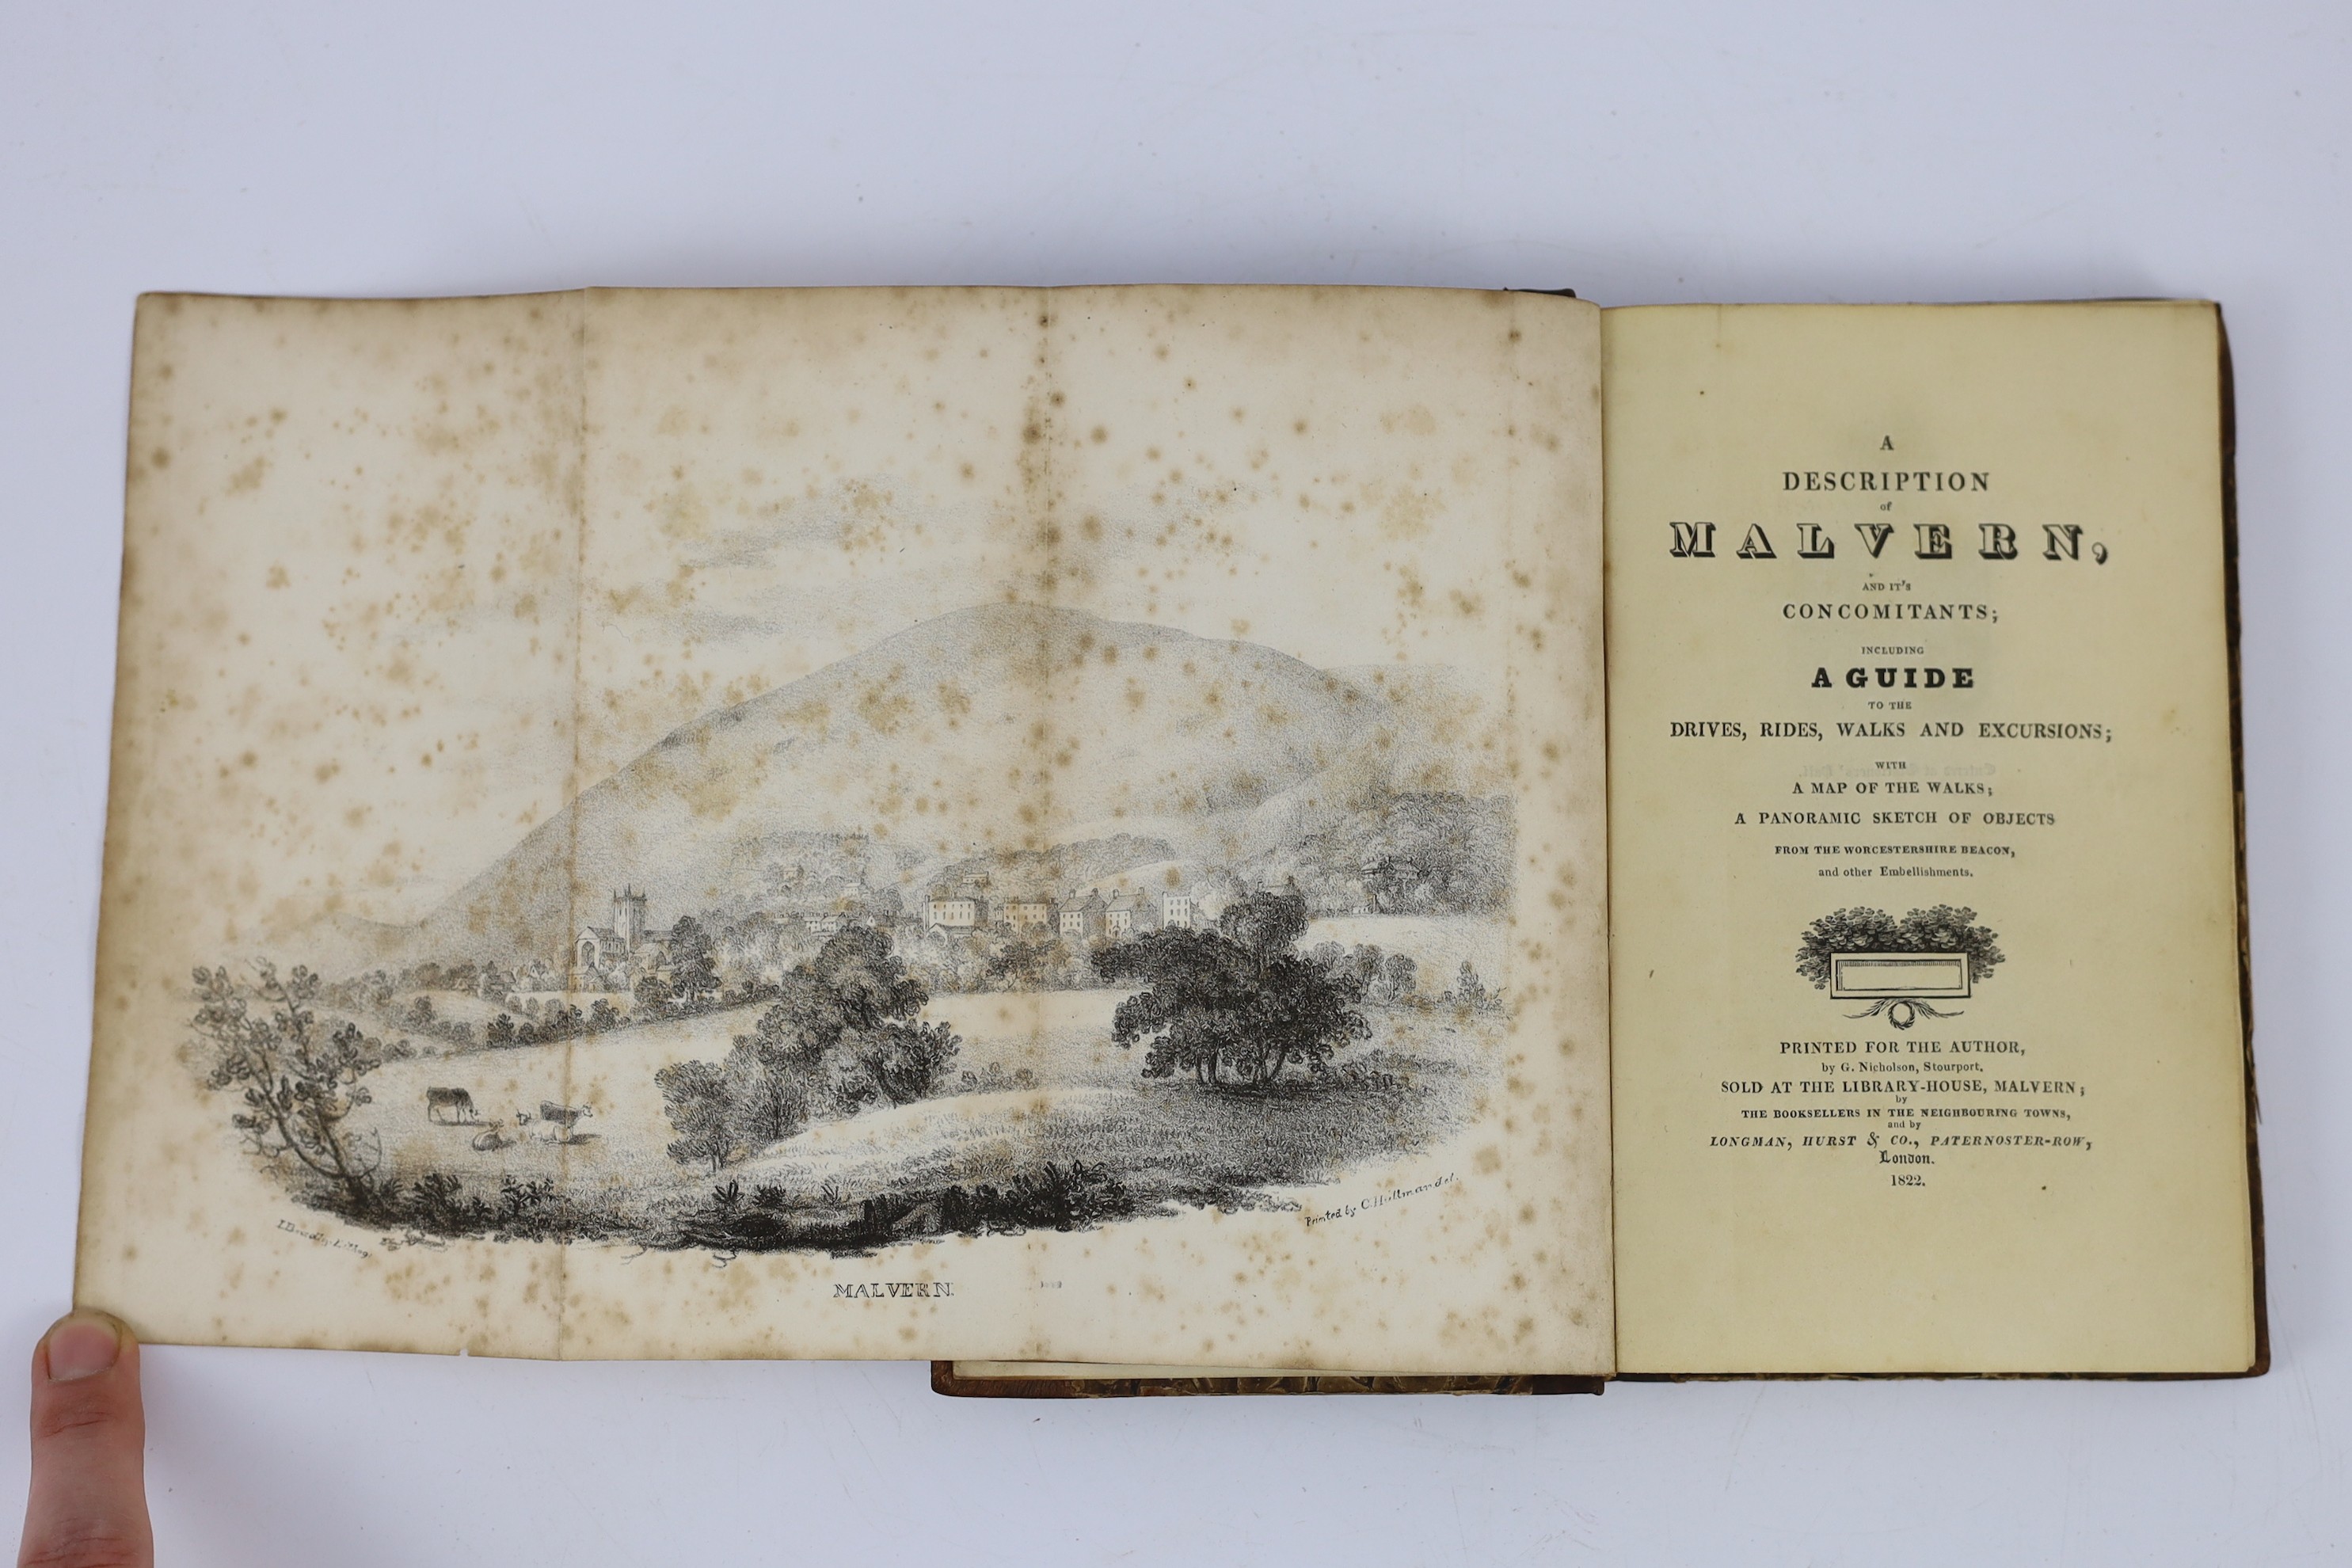 Printed by C. Hullmandel.
MALVERN.
A
DESCRIPTION
of
MALVERN,
AND IT'S
CONCOMITANTS;
INCLUDING
A GUIDE
TO THE
DRIVES, RIDES, WALKS AND EXCURSIONS;
WITH
A MAP OF THE WALKS;
A PANORAMIC SKETCH OF OBJECTS
FROM THE WORCESTERSHIRE BEACON,
and other Embellishments.
PRINTED FOR THE AUTHOR,
by G. Nicholson, Stourport.
SOLD AT THE LIBRARY-HOUSE, MALVERN;
by
THE BOOKSELLERS IN THE NEIGHBOURING TOWNS,
and by
LONGMAN, HURST & CO., PATERNOSTER-ROW,
London.
1822.